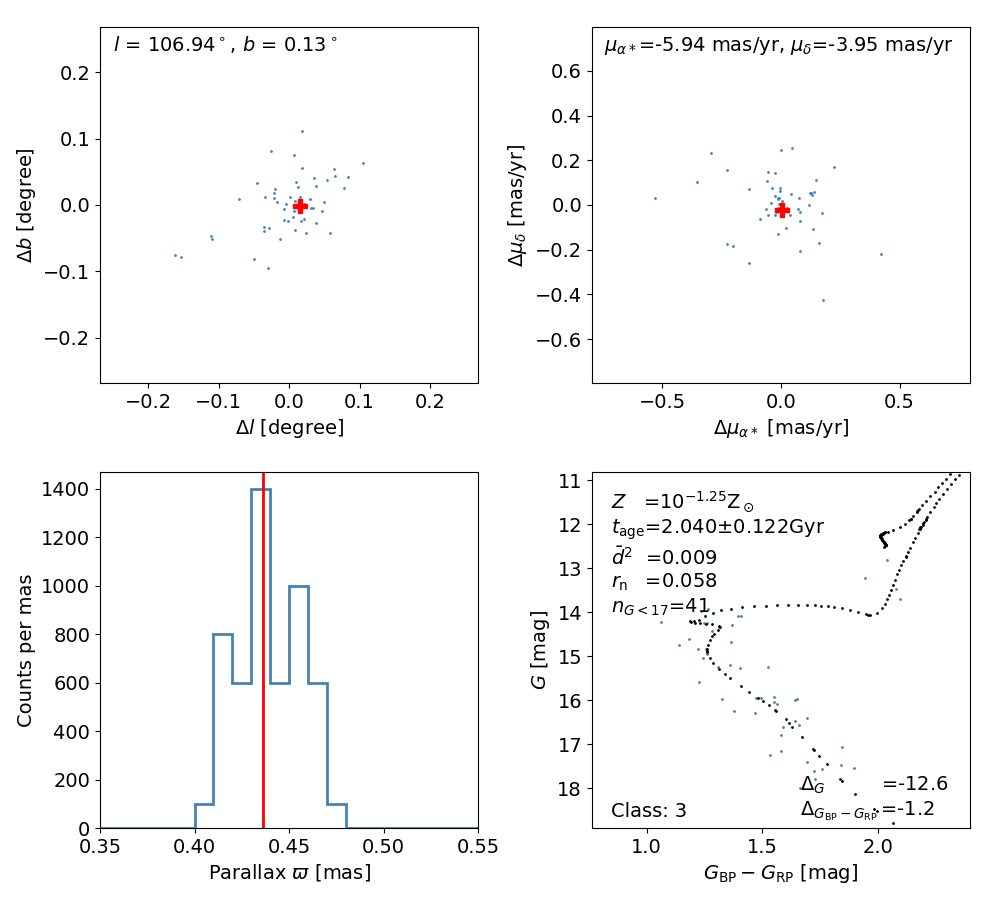 l = 106.94°, b = 0.13°
0.2
0.1
0.0
−0.1
−0.2
Δb [degree]
−0.2 −0.1 0.0 0.1 0.2
Δl [degree]
μα*=-5.94 mas/yr, μδ=-3.95 mas/yr
0.6
0.4
0.2
0.0
−0.2
−0.4
−0.6
Δμδ [mas/yr]
−0.5 0.0 0.5
Δμα* [mas/yr]
1400
1200
1000
800
600
400
200
0
Counts per mas
0.35 0.40 0.45 0.50 0.55
Parallax ϖ [mas]
11
12
13
14
15
16
17
18
G [mag]
Z =10^−1.25 Z⊙
tage=2.040±0.122Gyr
d̄² =0.009
rn =0.058
nG<17=41
ΔG =-12.6
Class: 3
ΔGBP−GRP=-1.2
1.0 1.5 2.0
GBP − GRP [mag]